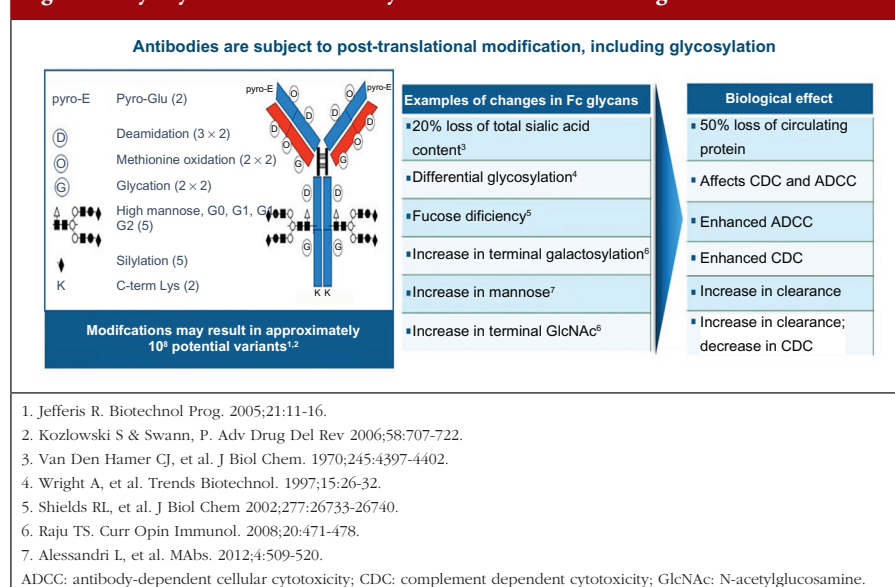 Antibodies are subject to post-translational modification, including glycosylation
pyro-E Pyro-Glu (2)
D Deamidation (3 × 2)
O Methionine oxidation (2 × 2)
G Glycation (2 × 2)
High mannose, G0, G1, G1
G2 (5)
Silylation (5)
K C-term Lys (2)
pyro-E pyro-E
O O
D D
D D
O O
G G
D D
G G
K K
Modifcations may result in approximately
10⁸ potential variants¹,²
Examples of changes in Fc glycans
▪20% loss of total sialic acid
content³
▪Differential glycosylation⁴
▪Fucose dificiency⁵
▪Increase in terminal galactosylation⁶
▪Increase in mannose⁷
▪Increase in terminal GlcNAc⁶
Biological effect
▪ 50% loss of circulating
protein
▪ Affects CDC and ADCC
▪ Enhanced ADCC
▪ Enhanced CDC
▪ Increase in clearance
▪ Increase in clearance;
decrease in CDC
1. Jefferis R. Biotechnol Prog. 2005;21:11-16.
2. Kozlowski S & Swann, P. Adv Drug Del Rev 2006;58:707-722.
3. Van Den Hamer CJ, et al. J Biol Chem. 1970;245:4397-4402.
4. Wright A, et al. Trends Biotechnol. 1997;15:26-32.
5. Shields RL, et al. J Biol Chem 2002;277:26733-26740.
6. Raju TS. Curr Opin Immunol. 2008;20:471-478.
7. Alessandri L, et al. MAbs. 2012;4:509-520.
ADCC: antibody-dependent cellular cytotoxicity; CDC: complement dependent cytotoxicity; GlcNAc: N-acetylglucosamine.